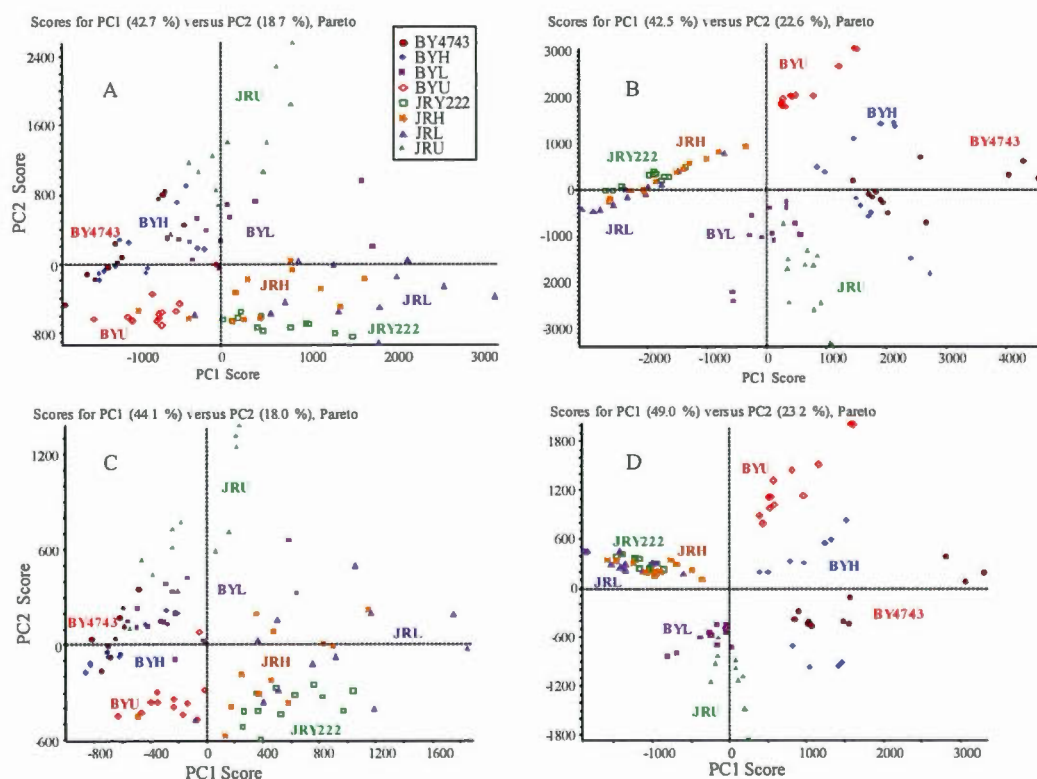 Scores for PC1 (42.7 %) versus PC2 (18.7 %), Pareto
2400
1600
800
0
-800
PC2 Score
A
JRU
BY4743
BYH
BYL
BYU
JRH
JRL
JRY222
BY4743
BYH
BYL
BYU
JRY222
JRH
JRL
JRU
-1000
0
1000
2000
3000
PC1 Score
Scores for PC1 (42.5 %) versus PC2 (22.6 %), Pareto
3000
2000
1000
0
-1000
-2000
-3000
B
BYU
BYH
BY4743
JRH
JRY222
JRL
BYL
JRU
-2000
-1000
0
1000
2000
3000
4000
PC1 Score
Scores for PC1 (44.1 %) versus PC2 (18.0 %), Pareto
1200
600
0
-600
PC2 Score
C
JRU
BYL
BY4743
BYH
JRL
JRH
BYU
JRY222
-800
-400
0
400
800
1200
1600
PC1 Score
Scores for PC1 (49.0 %) versus PC2 (23.2 %), Pareto
1800
1200
600
0
-600
-1200
-1800
D
BYU
JRY222
JRH
JRL
BYH
BY4743
BYL
JRU
-1000
0
1000
2000
3000
PC1 Score